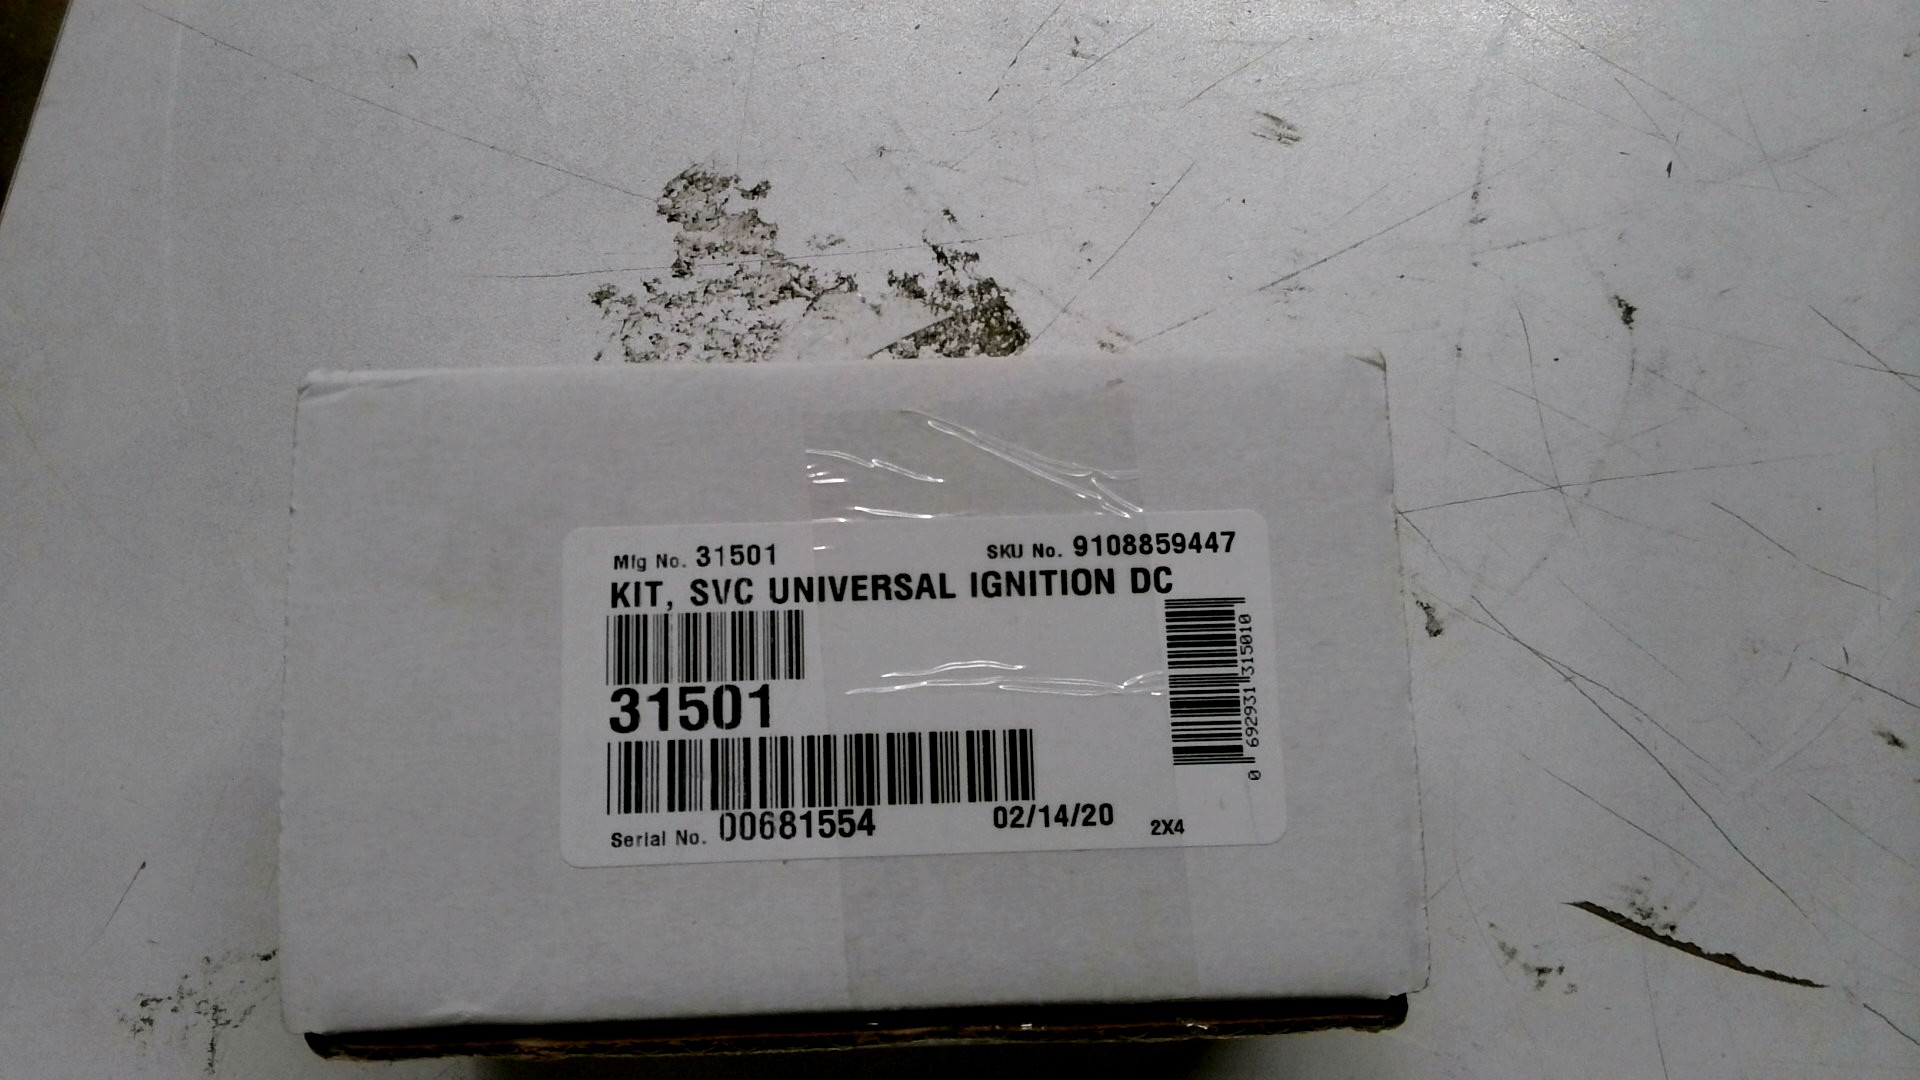 Mfg No. 31501
SKU No. 9108859447
KIT, SVC UNIVERSAL IGNITION DC
31501
Serial No. 00681554
02/14/20
2X4
0 692931 315010